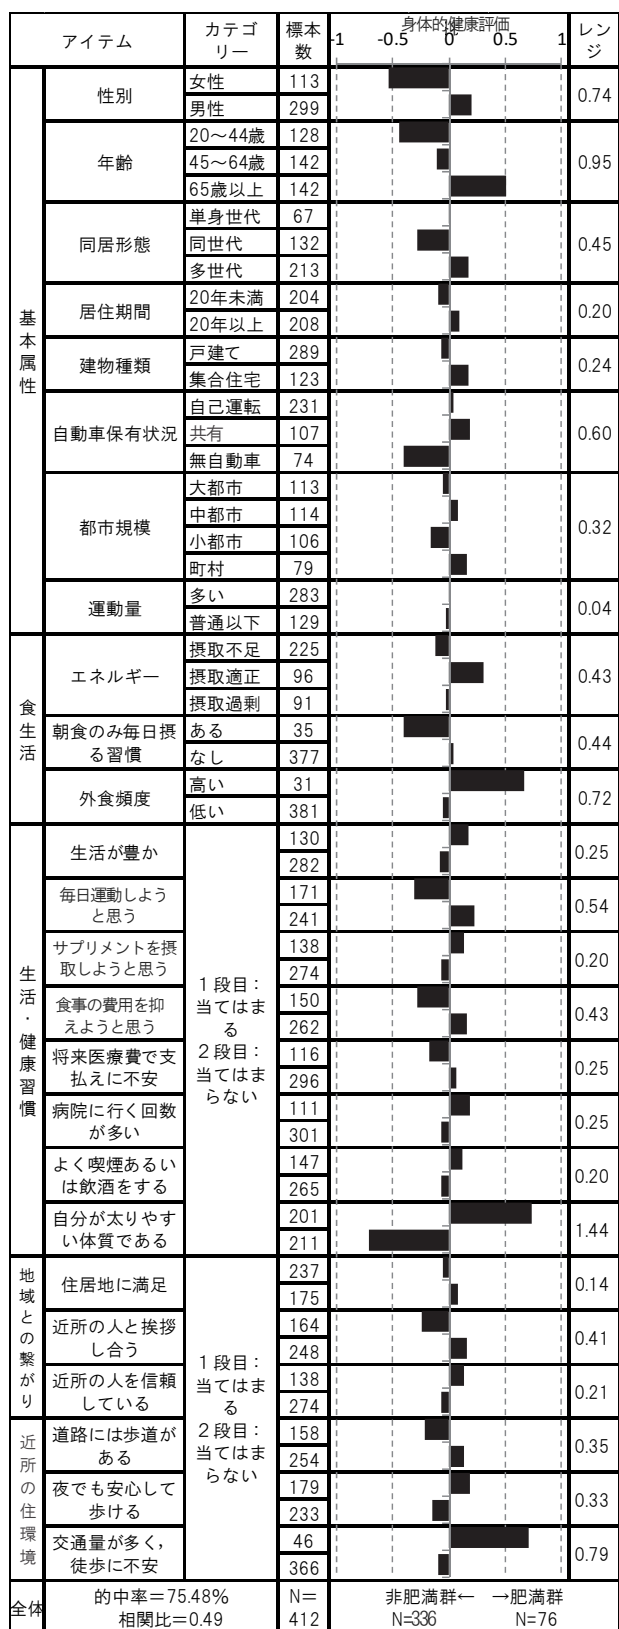 アイテム
カテゴリー
標本数
身体的健康評価
-1 -0.5 0 0.5 1
レンジ
基本属性
性別
女性 113
男性 299
0.74
年齢
20～44歳 128
45～64歳 142
65歳以上 142
0.95
同居形態
単身世代 67
同世代 132
多世代 213
0.45
居住期間
20年未満 204
20年以上 208
0.20
建物種類
戸建て 289
集合住宅 123
0.24
自動車保有状況
自己運転 231
共有 107
無自動車 74
0.60
都市規模
大都市 113
中都市 114
小都市 106
町村 79
0.32
運動量
多い 283
普通以下 129
0.04
食生活
エネルギー
摂取不足 225
摂取適正 96
摂取過剰 91
0.43
朝食のみ毎日摂
る習慣
ある 35
なし 377
0.44
外食頻度
高い 31
低い 381
0.72
生活・健康習慣
1段目：
当てはま
る
2段目：
当てはま
らない
生活が豊か
130
282
0.25
毎日運動しよう
と思う
171
241
0.54
サプリメントを摂
取しようと思う
138
274
0.20
食事の費用を抑
えようと思う
150
262
0.43
将来医療費で支
払えに不安
116
296
0.25
病院に行く回数
が多い
111
301
0.25
よく喫煙あるい
は飲酒をする
147
265
0.20
自分が太りやす
い体質である
201
211
1.44
地域との繋がり
1段目：
当てはま
る
2段目：
当てはま
らない
住居地に満足
237
175
0.14
近所の人と挨拶
し合う
164
248
0.41
近所の人を信頼
している
138
274
0.21
近所の住環境
道路には歩道が
ある
158
254
0.35
夜でも安心して
歩ける
179
233
0.33
交通量が多く，
徒歩に不安
46
366
0.79
全体
的中率＝75.48%
相関比＝0.49
N＝
412
非肥満群← →肥満群
N=336 N=76